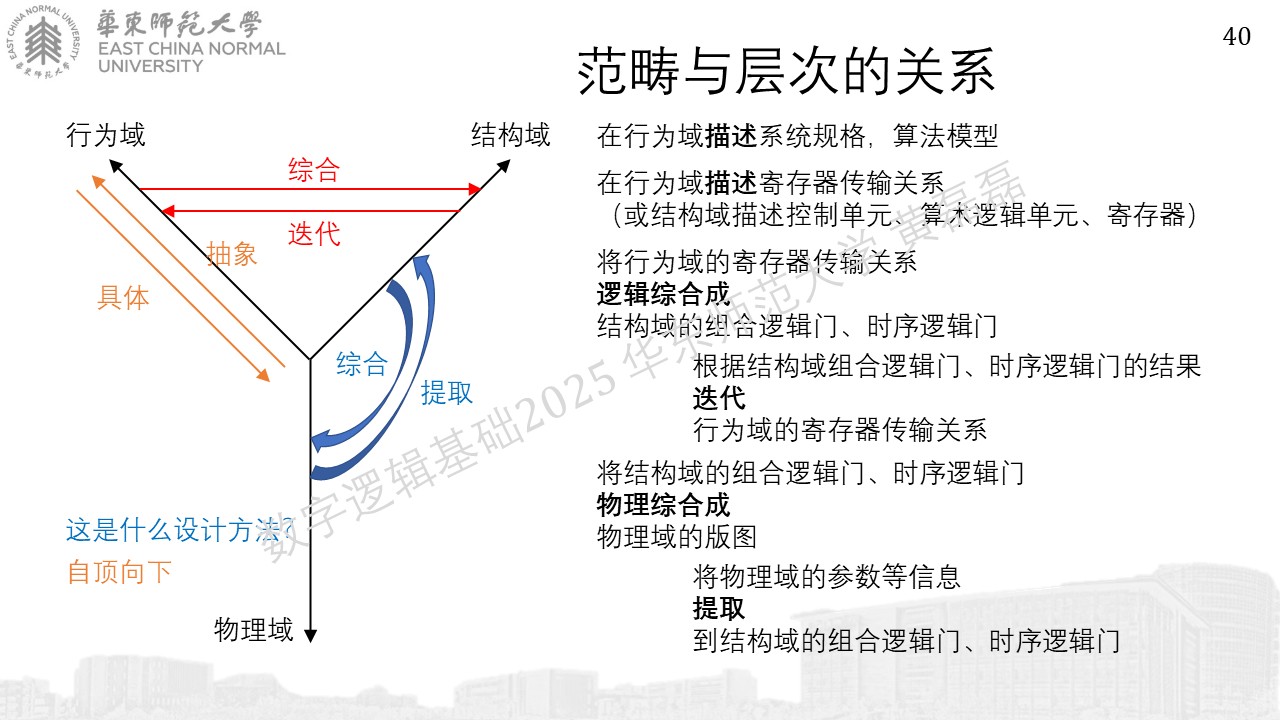 華東師範大學
EAST CHINA NORMAL
UNIVERSITY
EAST CHINA NORMAL UNIVERSITY
華東师范大学
40
范畴与层次的关系
行为域
结构域
综合
迭代
抽象
具体
综合
提取
这是什么设计方法?
自顶向下
物理域
在行为域描述系统规格，算法模型
在行为域描述寄存器传输关系
（或结构域描述控制单元、算术逻辑单元、寄存器）
将行为域的寄存器传输关系
逻辑综合成
结构域的组合逻辑门、时序逻辑门
根据结构域组合逻辑门、时序逻辑门的结果
迭代
行为域的寄存器传输关系
将结构域的组合逻辑门、时序逻辑门
物理综合成
物理域的版图
将物理域的参数等信息
提取
到结构域的组合逻辑门、时序逻辑门
数字逻辑基础2025 华东师范大学 黄磊磊